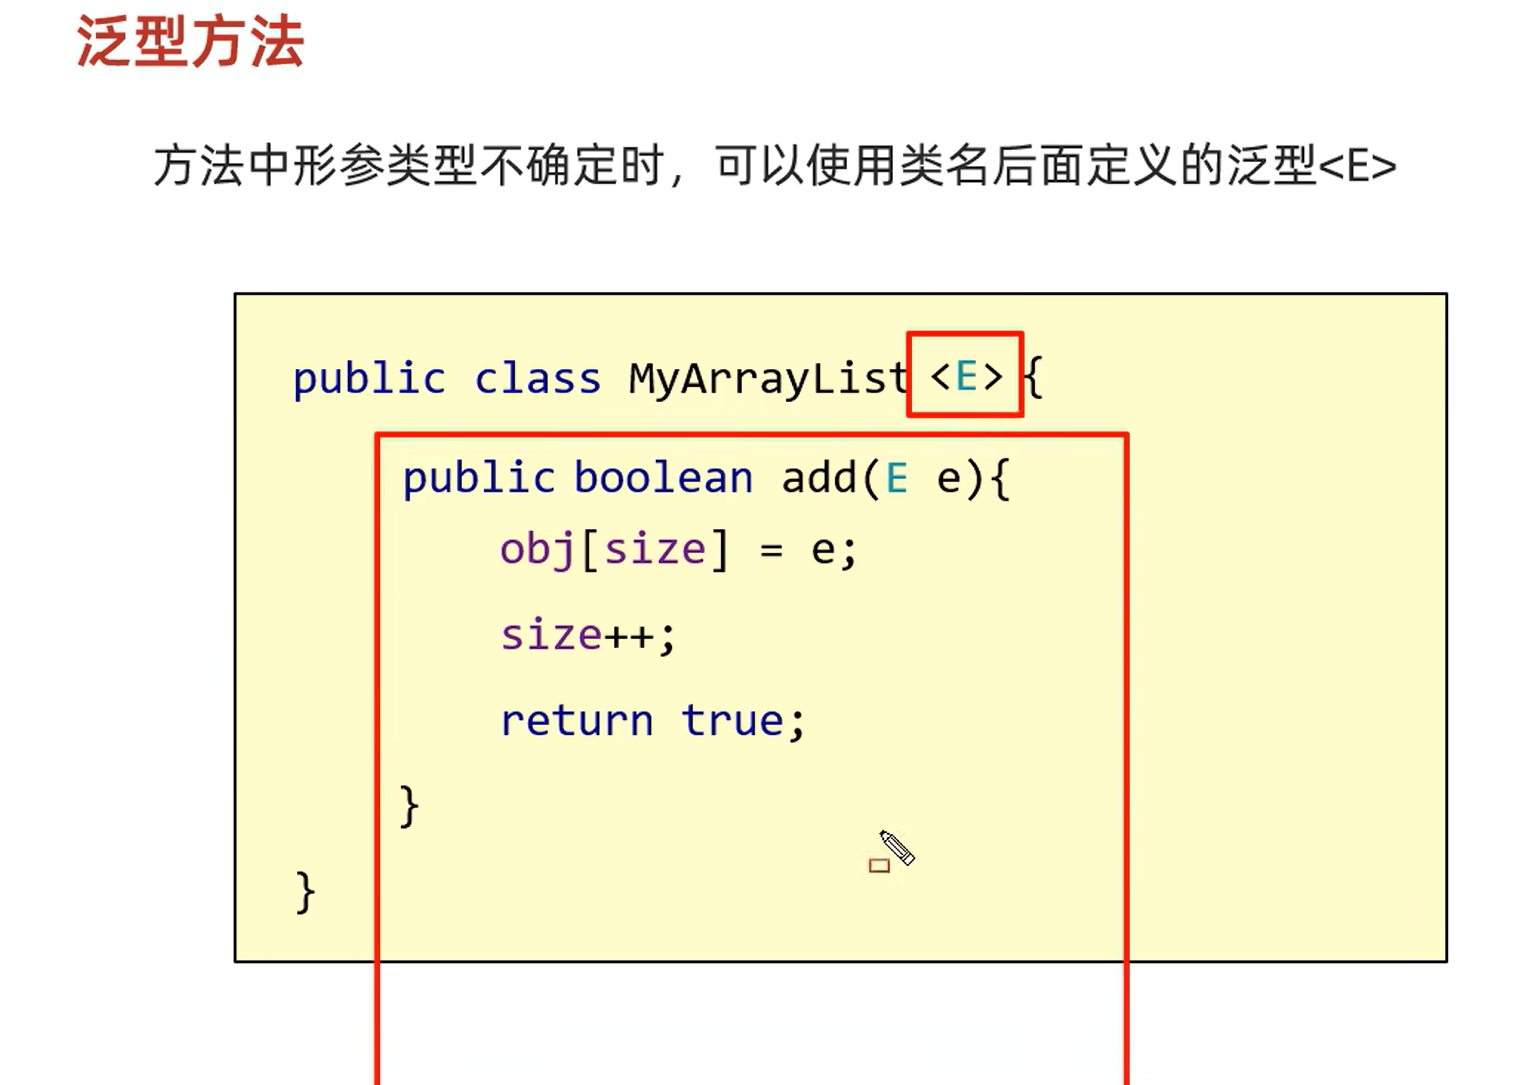 泛型方法
方法中形参类型不确定时，可以使用类名后面定义的泛型<E>
public class MyArrayList <E> {
public boolean add(E e){
obj[size] = e;
size++;
return true;
}
}